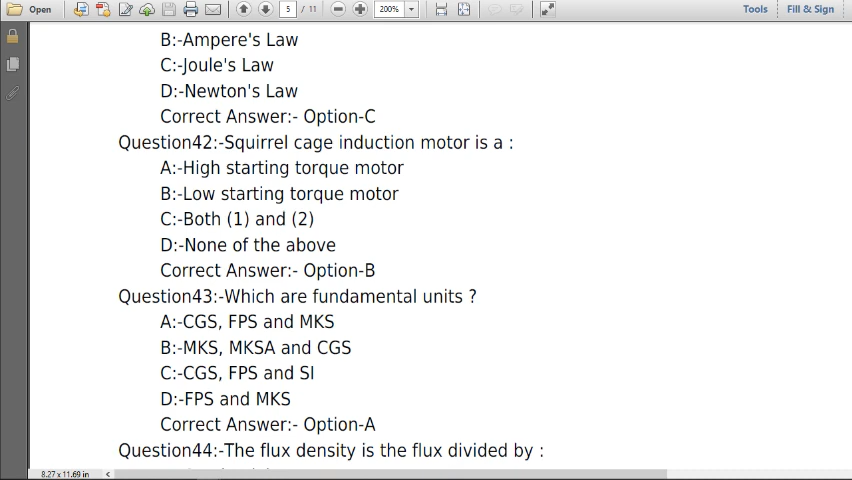 Open
5 / 11
200%
Tools
Fill & Sign
B:-Ampere's Law
C:-Joule's Law
D:-Newton's Law
Correct Answer:- Option-C
Question42:-Squirrel cage induction motor is a :
A:-High starting torque motor
B:-Low starting torque motor
C:-Both (1) and (2)
D:-None of the above
Correct Answer:- Option-B
Question43:-Which are fundamental units ?
A:-CGS, FPS and MKS
B:-MKS, MKSA and CGS
C:-CGS, FPS and SI
D:-FPS and MKS
Correct Answer:- Option-A
Question44:-The flux density is the flux divided by :
8.27 x 11.69 in